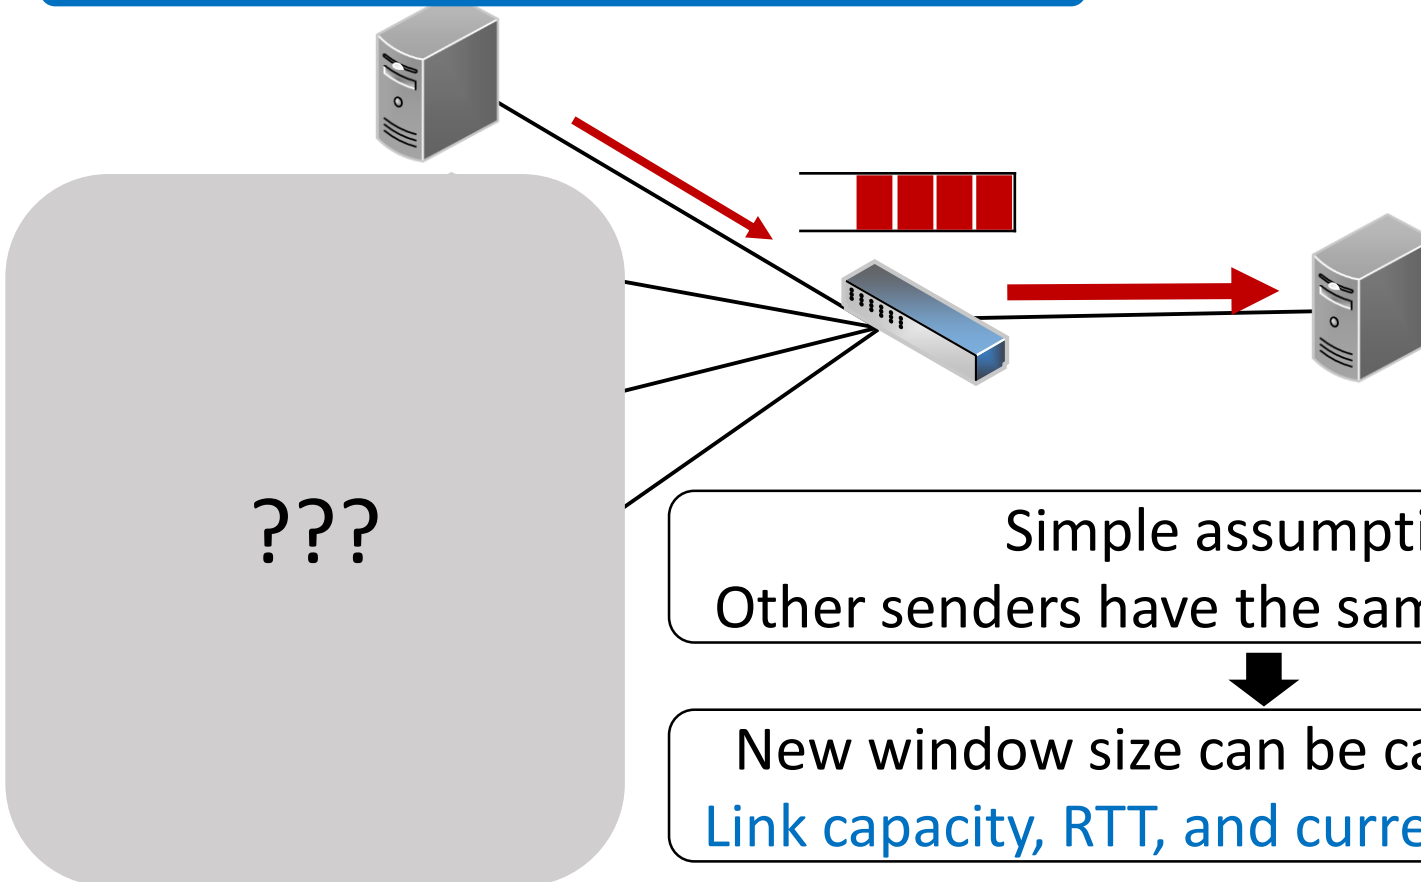 ???
Simple assumpti
Other senders have the sam
New window size can be ca
Link capacity, RTT, and curre